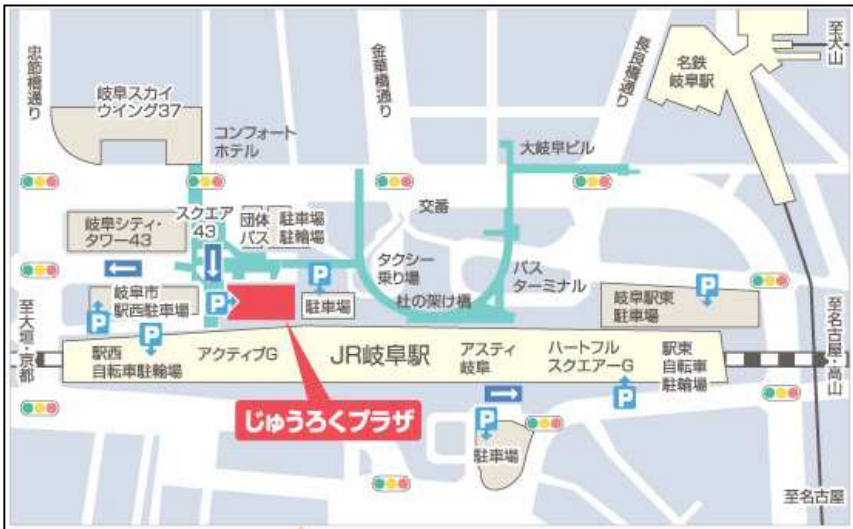 忠節橋通り
岐阜スカイ
ウイング37
コンフォート
ホテル
金華橋通り
長良橋通り
名鉄
岐阜駅
至犬山
大岐阜ビル
岐阜シティ・
タワー43
スクエア
43
団体
バス
駐車場
駐輪場
交番
タクシー
乗り場
バス
ターミナル
杜の架け橋
岐阜市
駅西駐車場
P
P
P
駐車場
岐阜駅東
駐車場
P
至大垣・京都
至名古屋・高山
P
駅西
自転車駐輪場
アクティブG
JR岐阜駅
アスティ
岐阜
ハートフル
スクエアーG
P
駅東
自転車
駐輪場
じゅうろくプラザ
P
駐車場
至名古屋